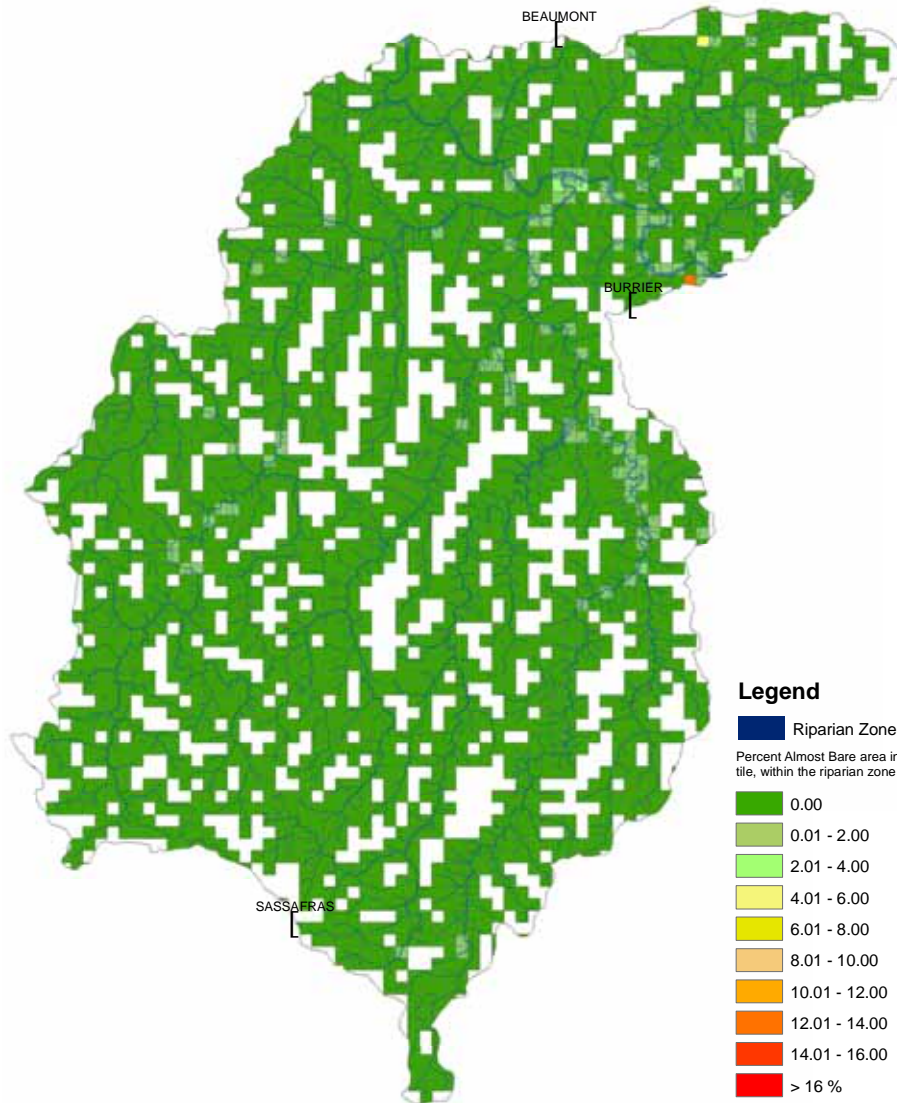 BEAUMONT
BURRIER
SASSAFRAS
Legend
Riparian Zone
Percent Almost Bare area in
tile, within the riparian zone
0.00
0.01 - 2.00
2.01 - 4.00
4.01 - 6.00
6.01 - 8.00
8.01 - 10.00
10.01 - 12.00
12.01 - 14.00
14.01 - 16.00
> 16 %